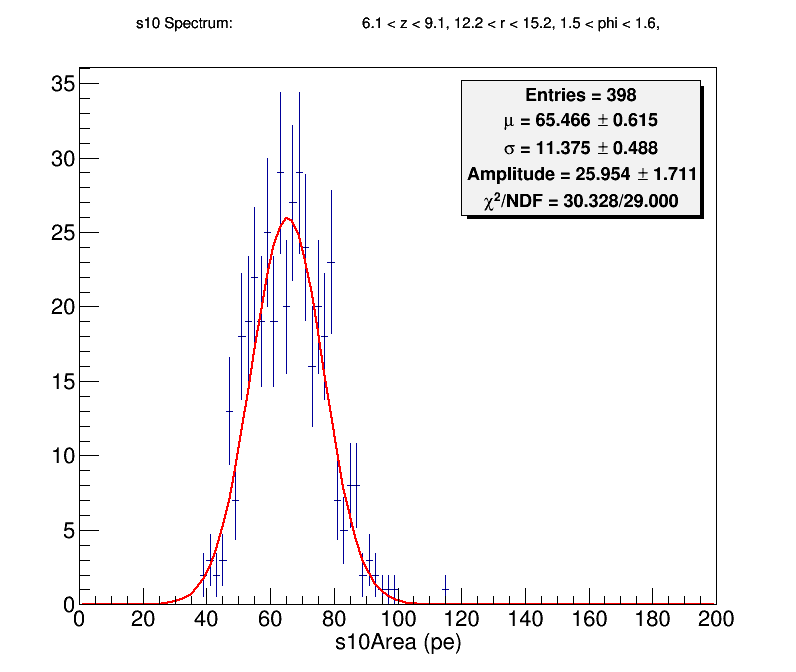 s10 Spectrum: 6.1 < z < 9.1, 12.2 < r < 15.2, 1.5 < phi < 1.6,
Entries = 398
μ = 65.466 ± 0.615
σ = 11.375 ± 0.488
Amplitude = 25.954 ± 1.711
χ²/NDF = 30.328/29.000
35
30
25
20
15
10
5
0
0 20 40 60 80 100 120 140 160 180 200
s10Area (pe)